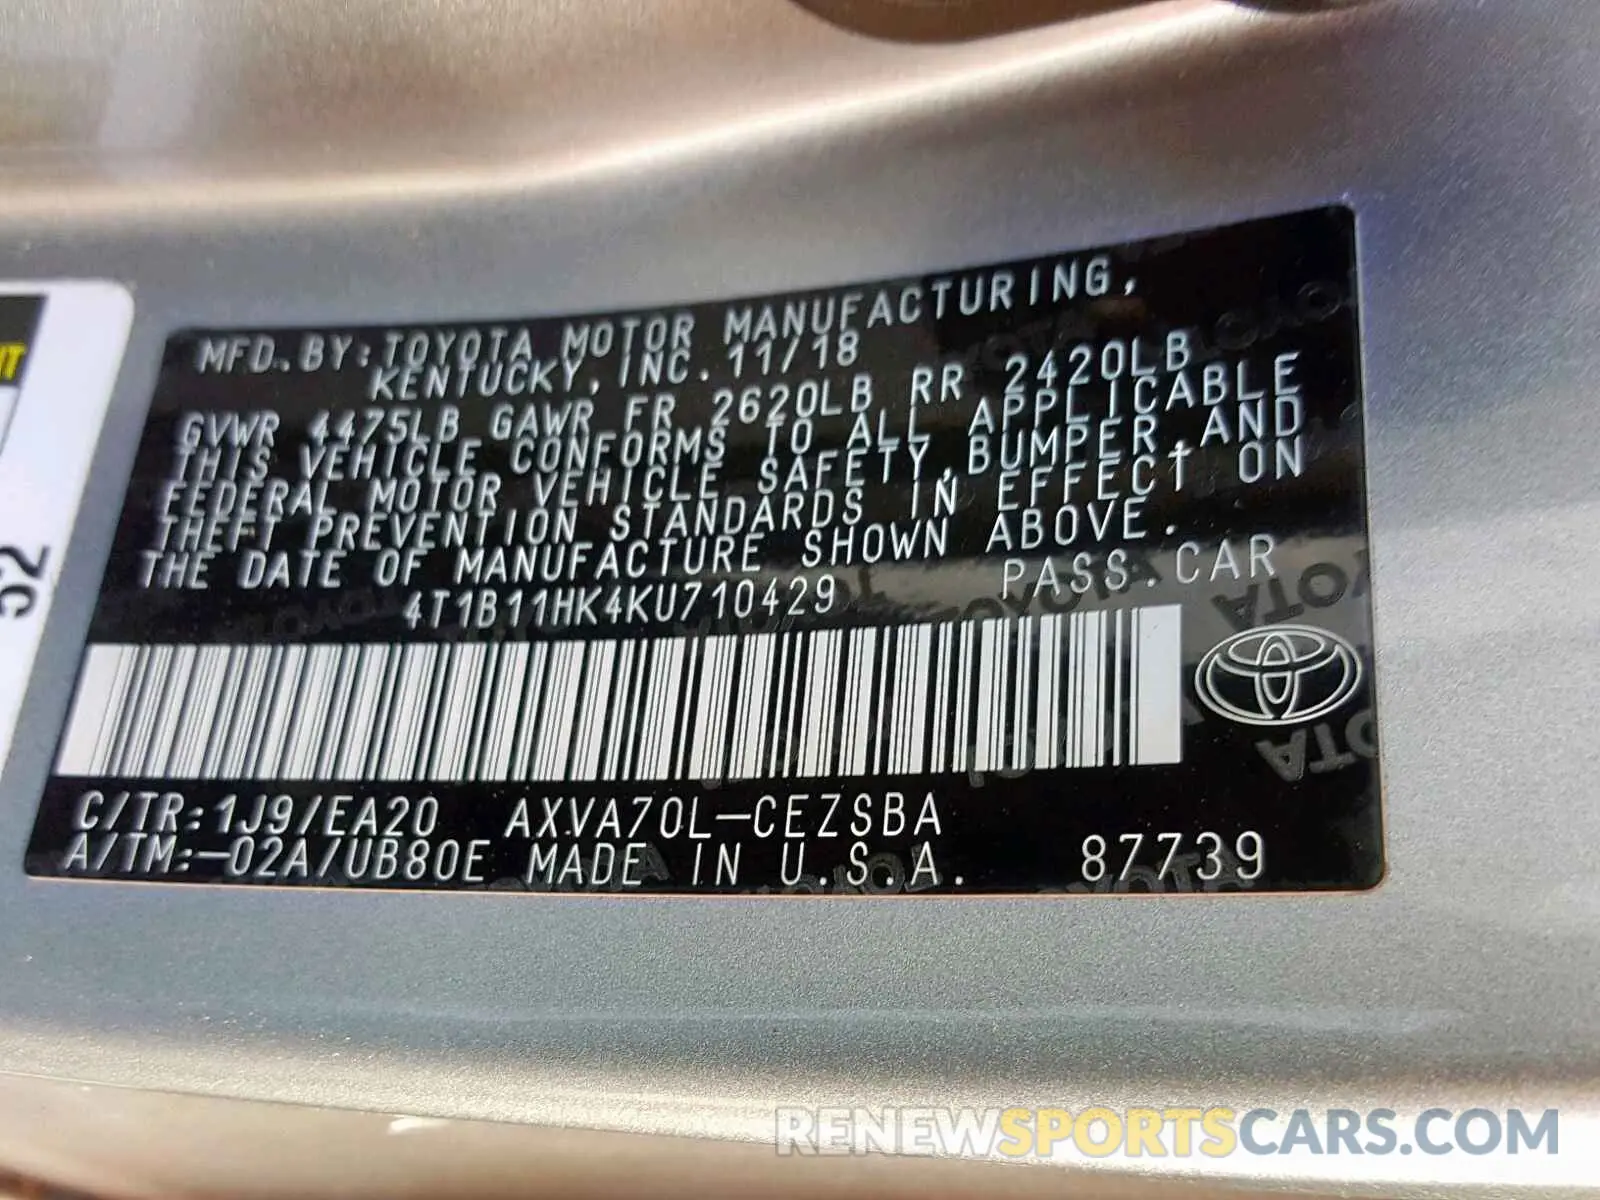 MFD. BY: TOYOTA MOTOR MANUFACTURING,
KENTUCKY, INC. 11/18
GVWR 4475LB GAWR FR 2620LB RR 2420LB
THIS VEHICLE CONFORMS TO ALL APPLICABLE
FEDERAL MOTOR VEHICLE SAFETY, BUMPER, AND
THEFT PREVENTION STANDARDS IN EFFECT ON
THE DATE OF MANUFACTURE SHOWN ABOVE.
4T1B11HK4KU710429 PASS. CAR
C/TR:1J9/EA20 AXVA70L-CEZSBA
A/TM:-02A/UB80E MADE IN U.S.A. 87739
52
RENEWSPORTSCARS.COM